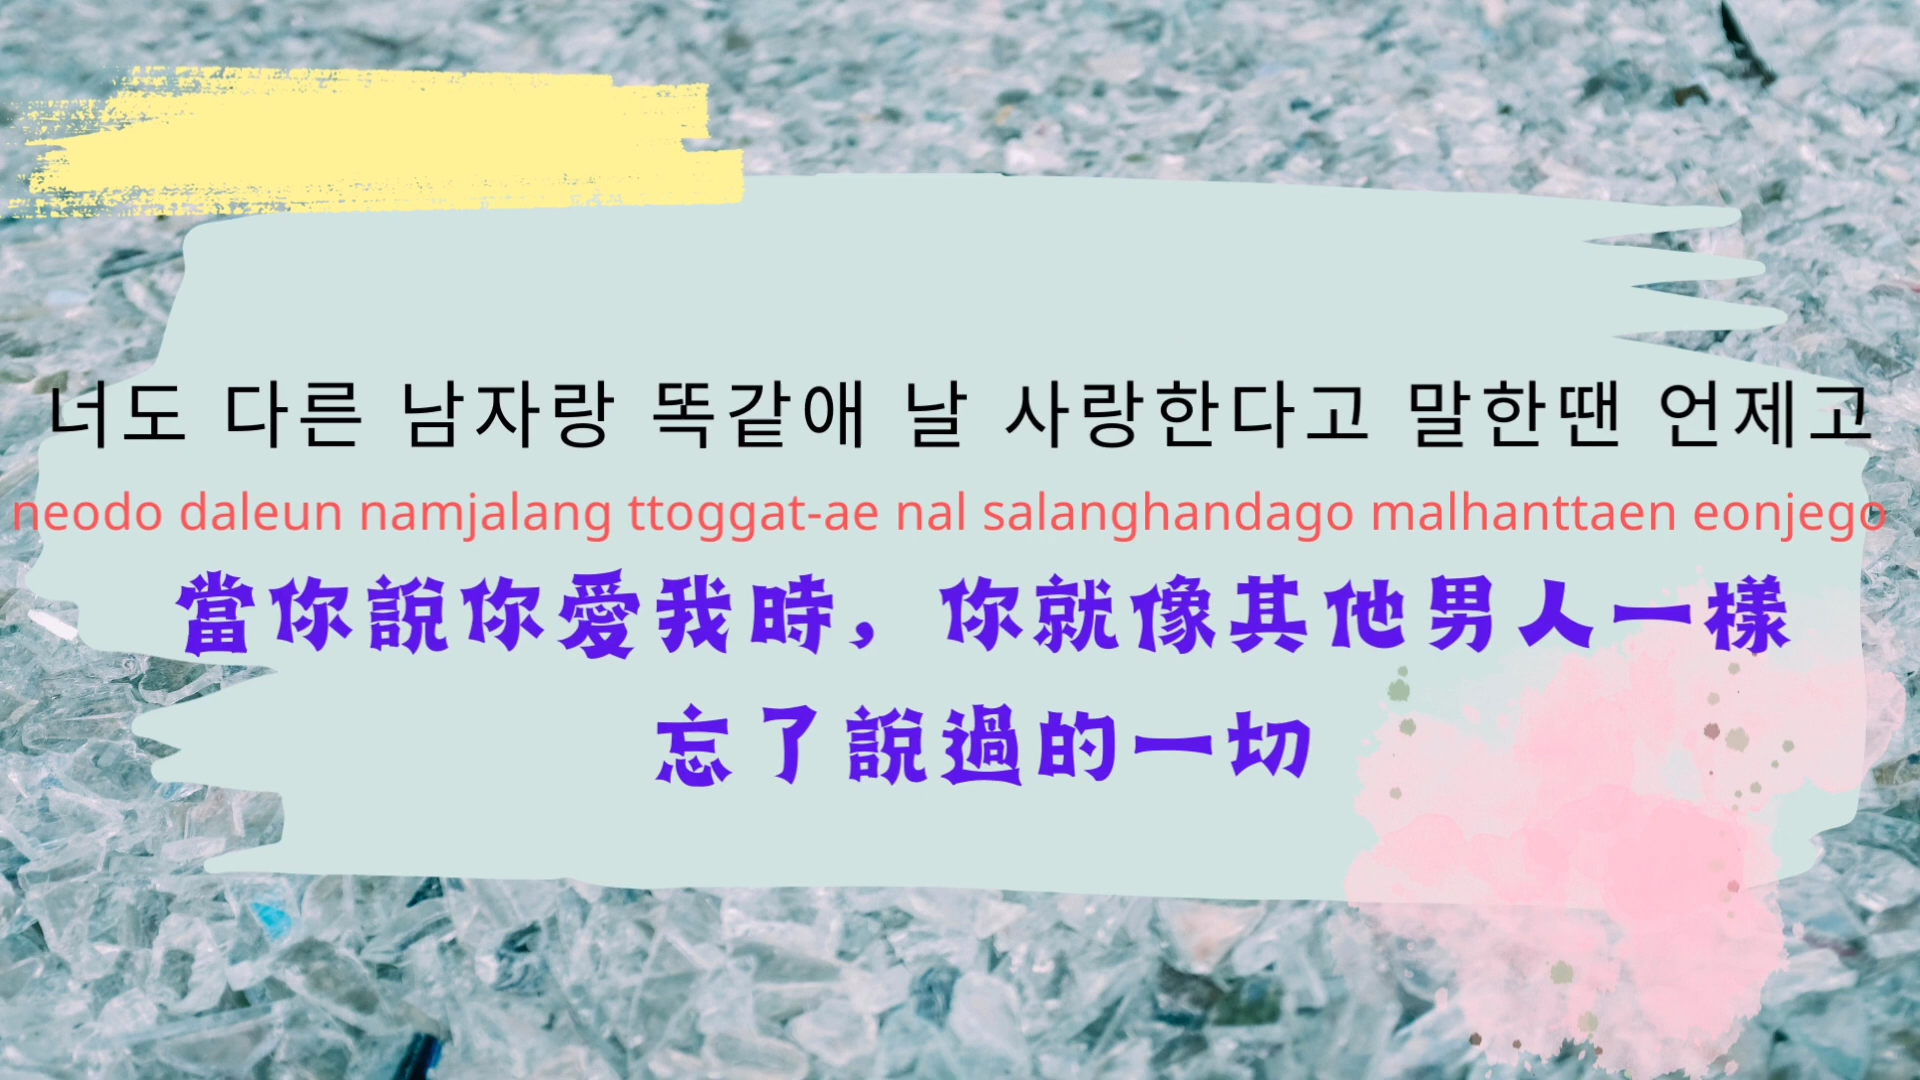 너도 다른 남자랑 똑같애 날 사랑한다고 말한땐 언제고
neodo daleun namjalang ttoggat-ae nal salanghandago malhanttaen eonjego
當你說你愛我時，你就像其他男人一樣
忘了說過的一切